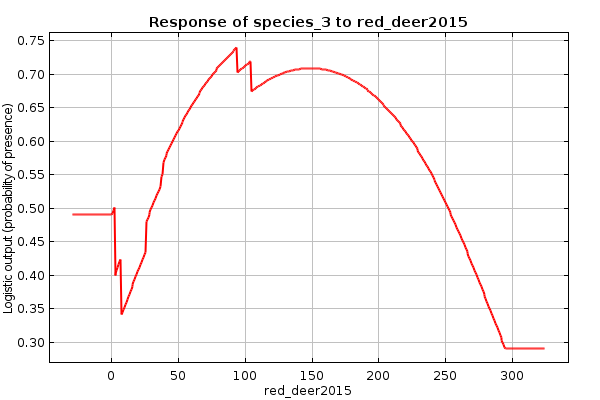 Response of species_3 to red_deer2015
Logistic output (probability of presence)
0.75
0.70
0.65
0.60
0.55
0.50
0.45
0.40
0.35
0.30
0 50 100 150 200 250 300
red_deer2015